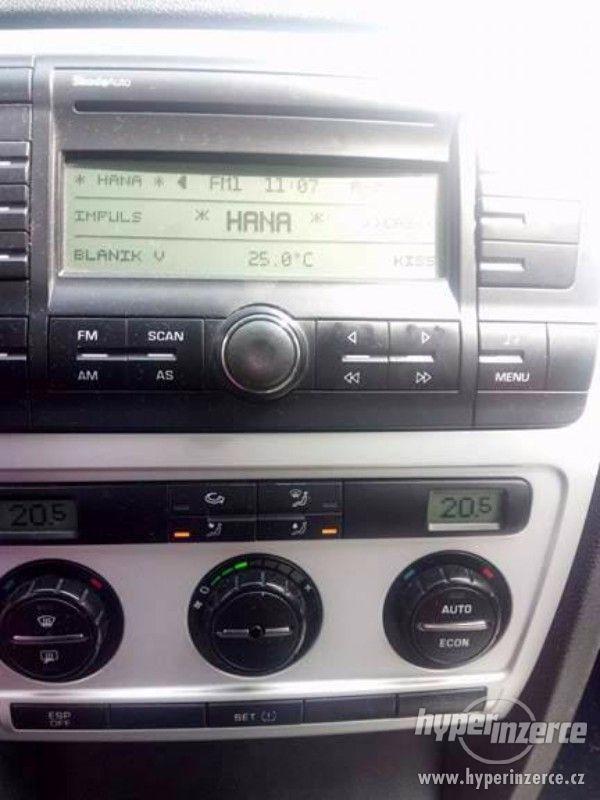 SkodaAuto
* HANA * FM1 11:07
IMPULS * HANA *
BLANIK V 25.0°C KISS
FM SCAN
AM AS MENU
20.5 20.5
0
AUTO
ECON
ESP OFF SET
hyperinzerce
www.hyperinzerce.cz